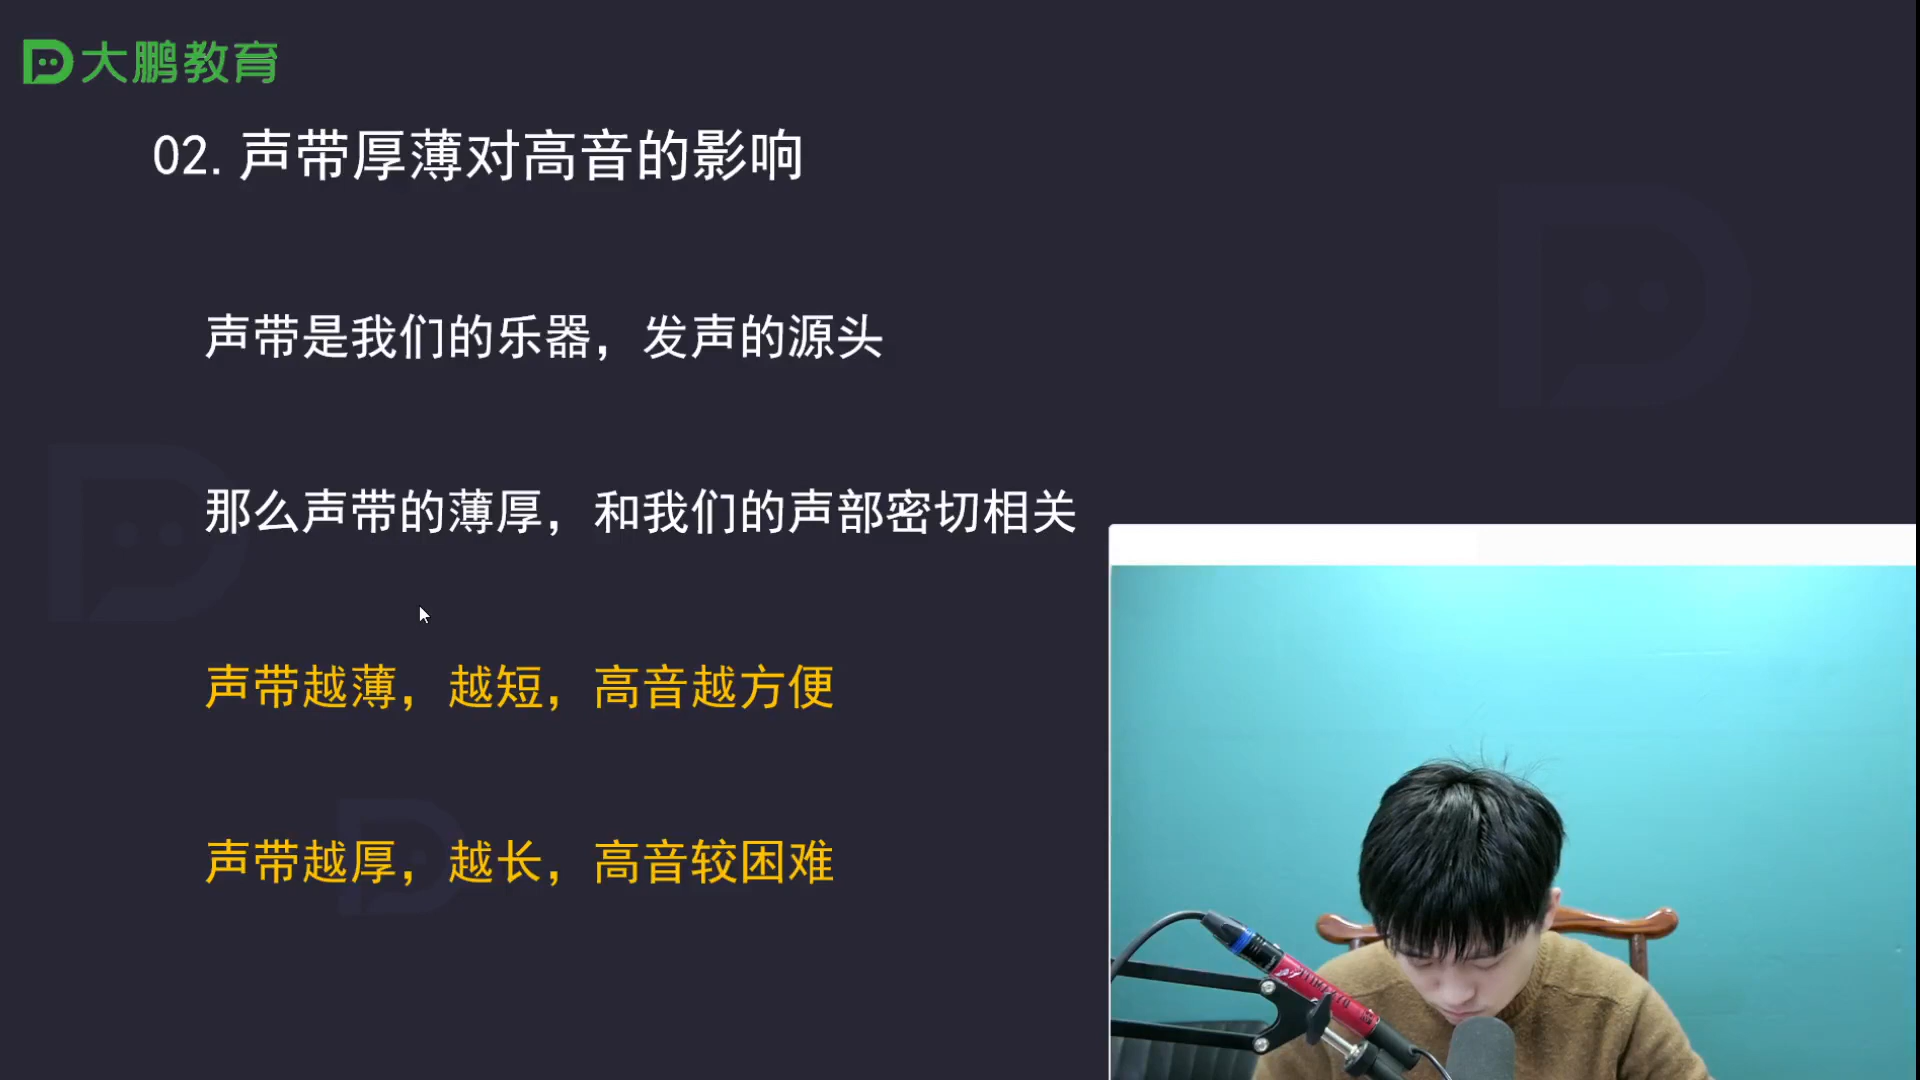 大鹏教育
02.声带厚薄对高音的影响
声带是我们的乐器，发声的源头
那么声带的薄厚，和我们的声部密切相关
声带越薄，越短，高音越方便
声带越厚，越长，高音较困难